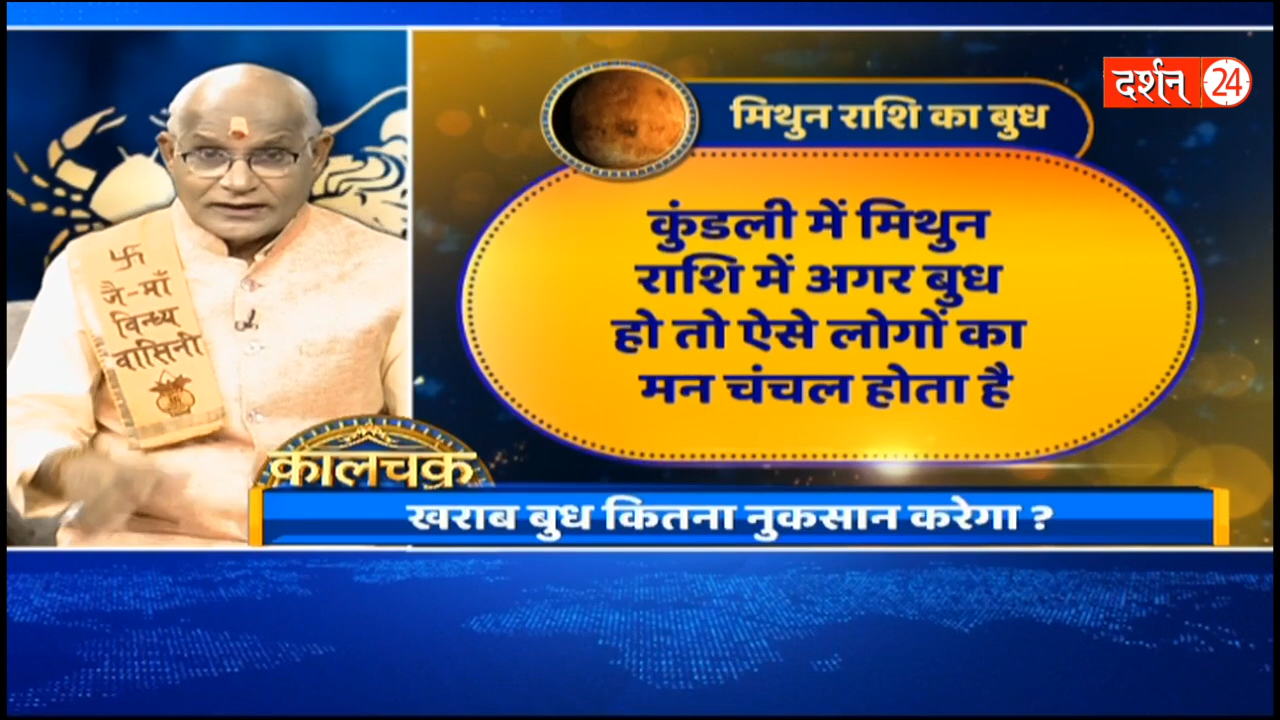 दर्शन 24
मिथुन राशि का बुध
कुंडली में मिथुन
राशि में अगर बुध
हो तो ऐसे लोगों का
मन चंचल होता है
जै-माँ
विन्ध्य
वासिनी
कालचक्र
खराब बुध कितना नुकसान करेगा ?